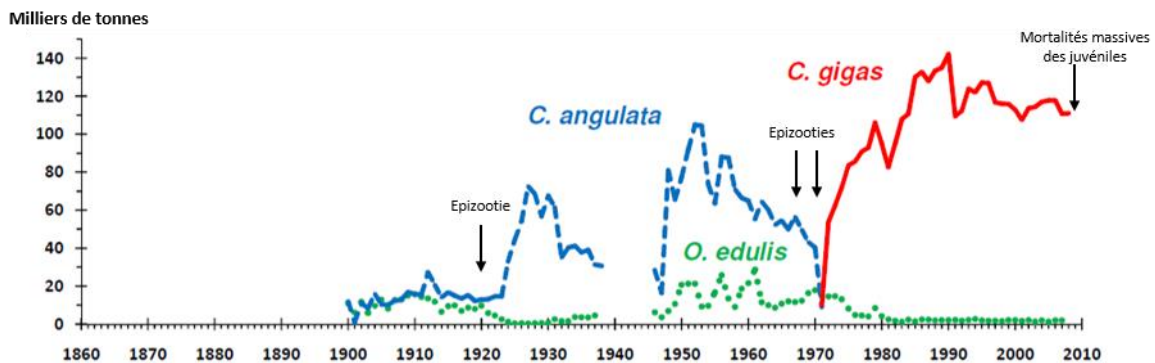 Milliers de tonnes
Mortalités massives
des juvéniles
140
120
100
80
60
40
20
0
C. gigas
C. angulata
Epizooties
Epizootie
O. edulis
1860 1870 1880 1890 1900 1910 1920 1930 1940 1950 1960 1970 1980 1990 2000 2010